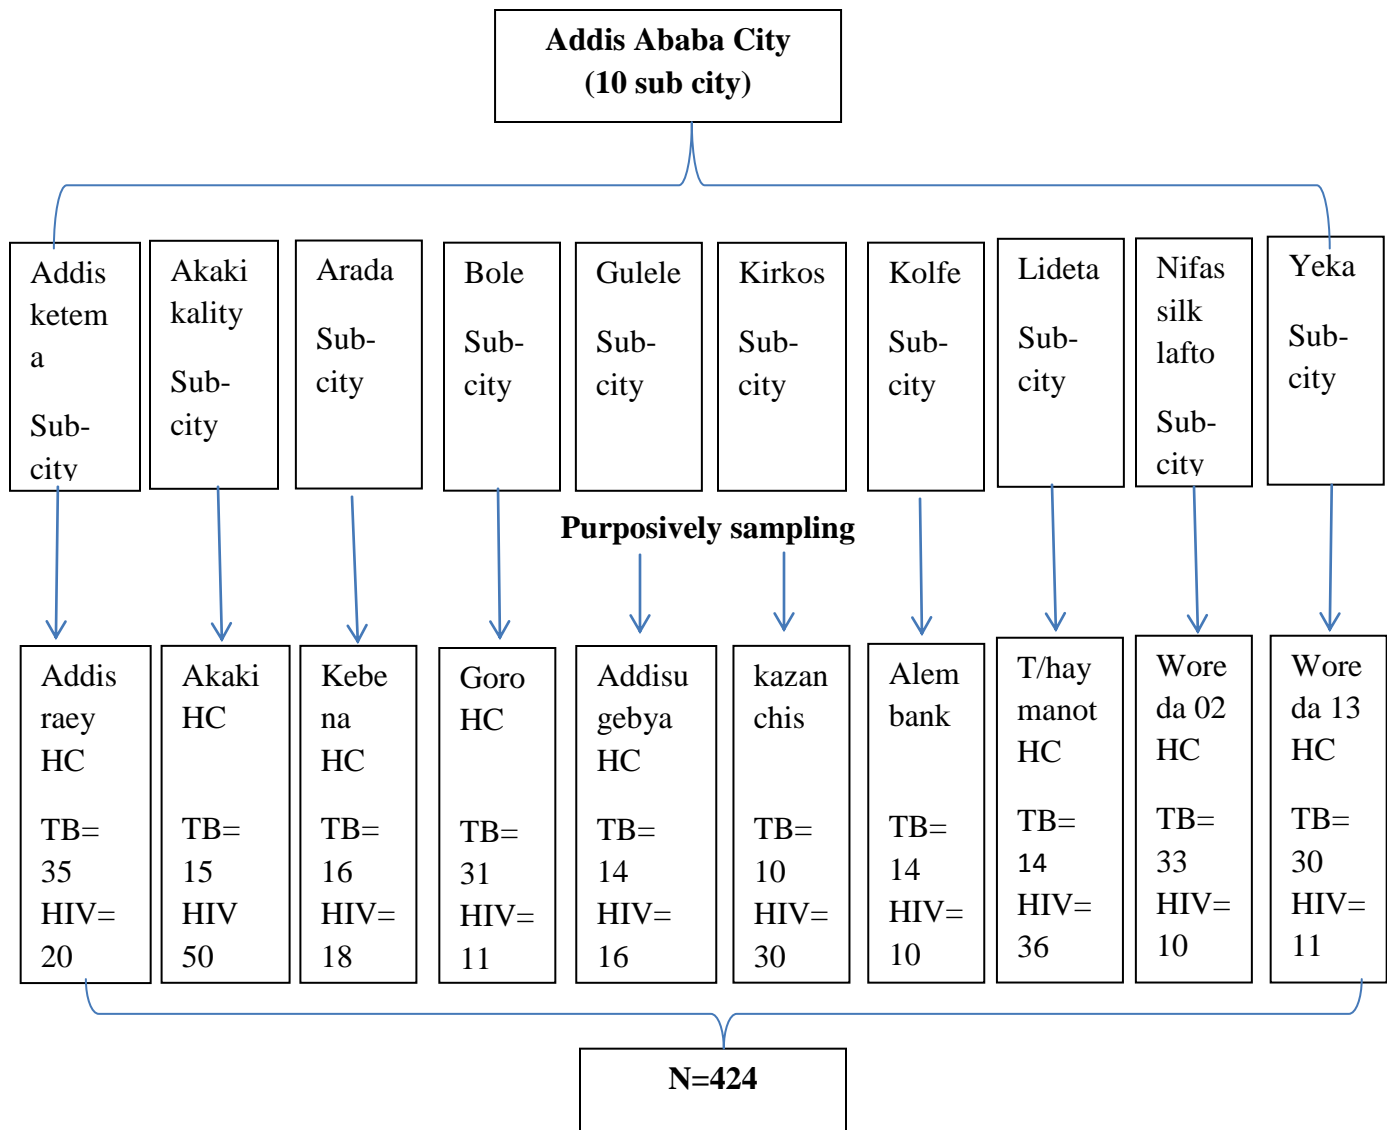 Addis Ababa City
(10 sub city)
Addis
ketem
a
Sub-
city
Akaki
kality
Sub-
city
Arada
Sub-
city
Bole
Sub-
city
Gulele
Sub-
city
Kirkos
Sub-
city
Kolfe
Sub-
city
Lideta
Sub-
city
Nifas
silk
lafto
Sub-
city
Yeka
Sub-
city
Purposively sampling
Addis
raey
HC
TB=
35
HIV=
20
Akaki
HC
TB=
15
HIV
50
Kebe
na
HC
TB=
16
HIV=
18
Goro
HC
TB=
31
HIV=
11
Addisu
gebya
HC
TB=
14
HIV=
16
kazan
chis
TB=
10
HIV=
30
Alem
bank
TB=
14
HIV=
10
T/hay
manot
HC
TB=
14
HIV=
36
Wore
da 02
HC
TB=
33
HIV=
10
Wore
da 13
HC
TB=
30
HIV=
11
N=424